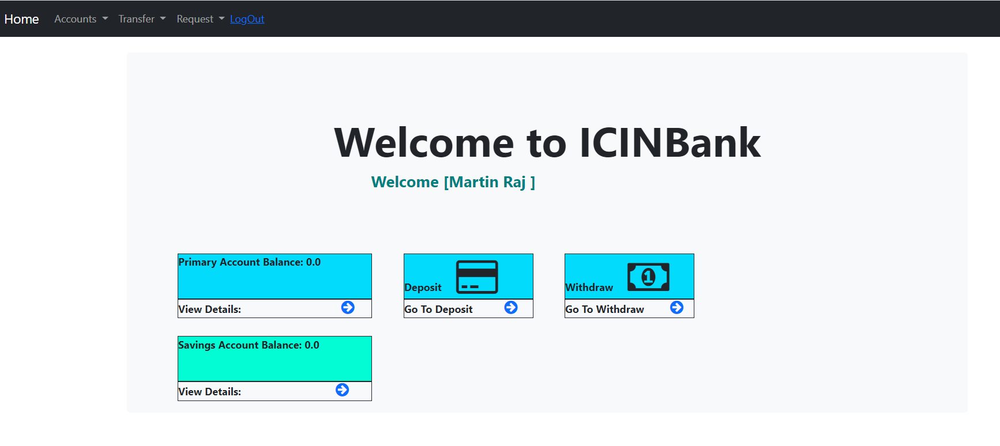 Home Accounts Transfer Request LogOut
Welcome to ICINBank
Welcome [Martin Raj ]
Primary Account Balance: 0.0
View Details:
Deposit
Go To Deposit
Withdraw 1
Go To Withdraw
Savings Account Balance: 0.0
View Details: